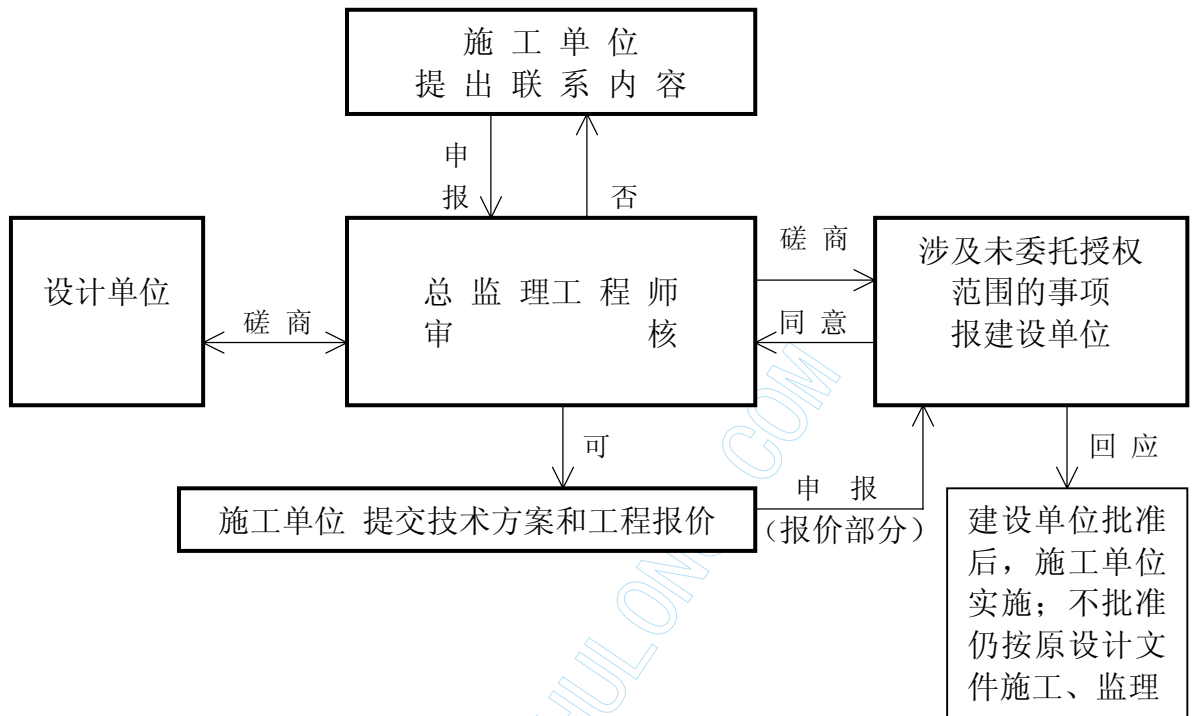 施 工 单 位
提 出 联 系 内 容
申
报
否
设计单位
磋 商
总 监 理工 程 师
审 核
磋 商
同 意
涉及未委托授权
范围的事项
报建设单位
可
回 应
施工单位 提交技术方案和工程报价
申 报
（报价部分）
建设单位批准
后，施工单位
实施；不批准
仍按原设计文
件施工、监理
HULONG.COM